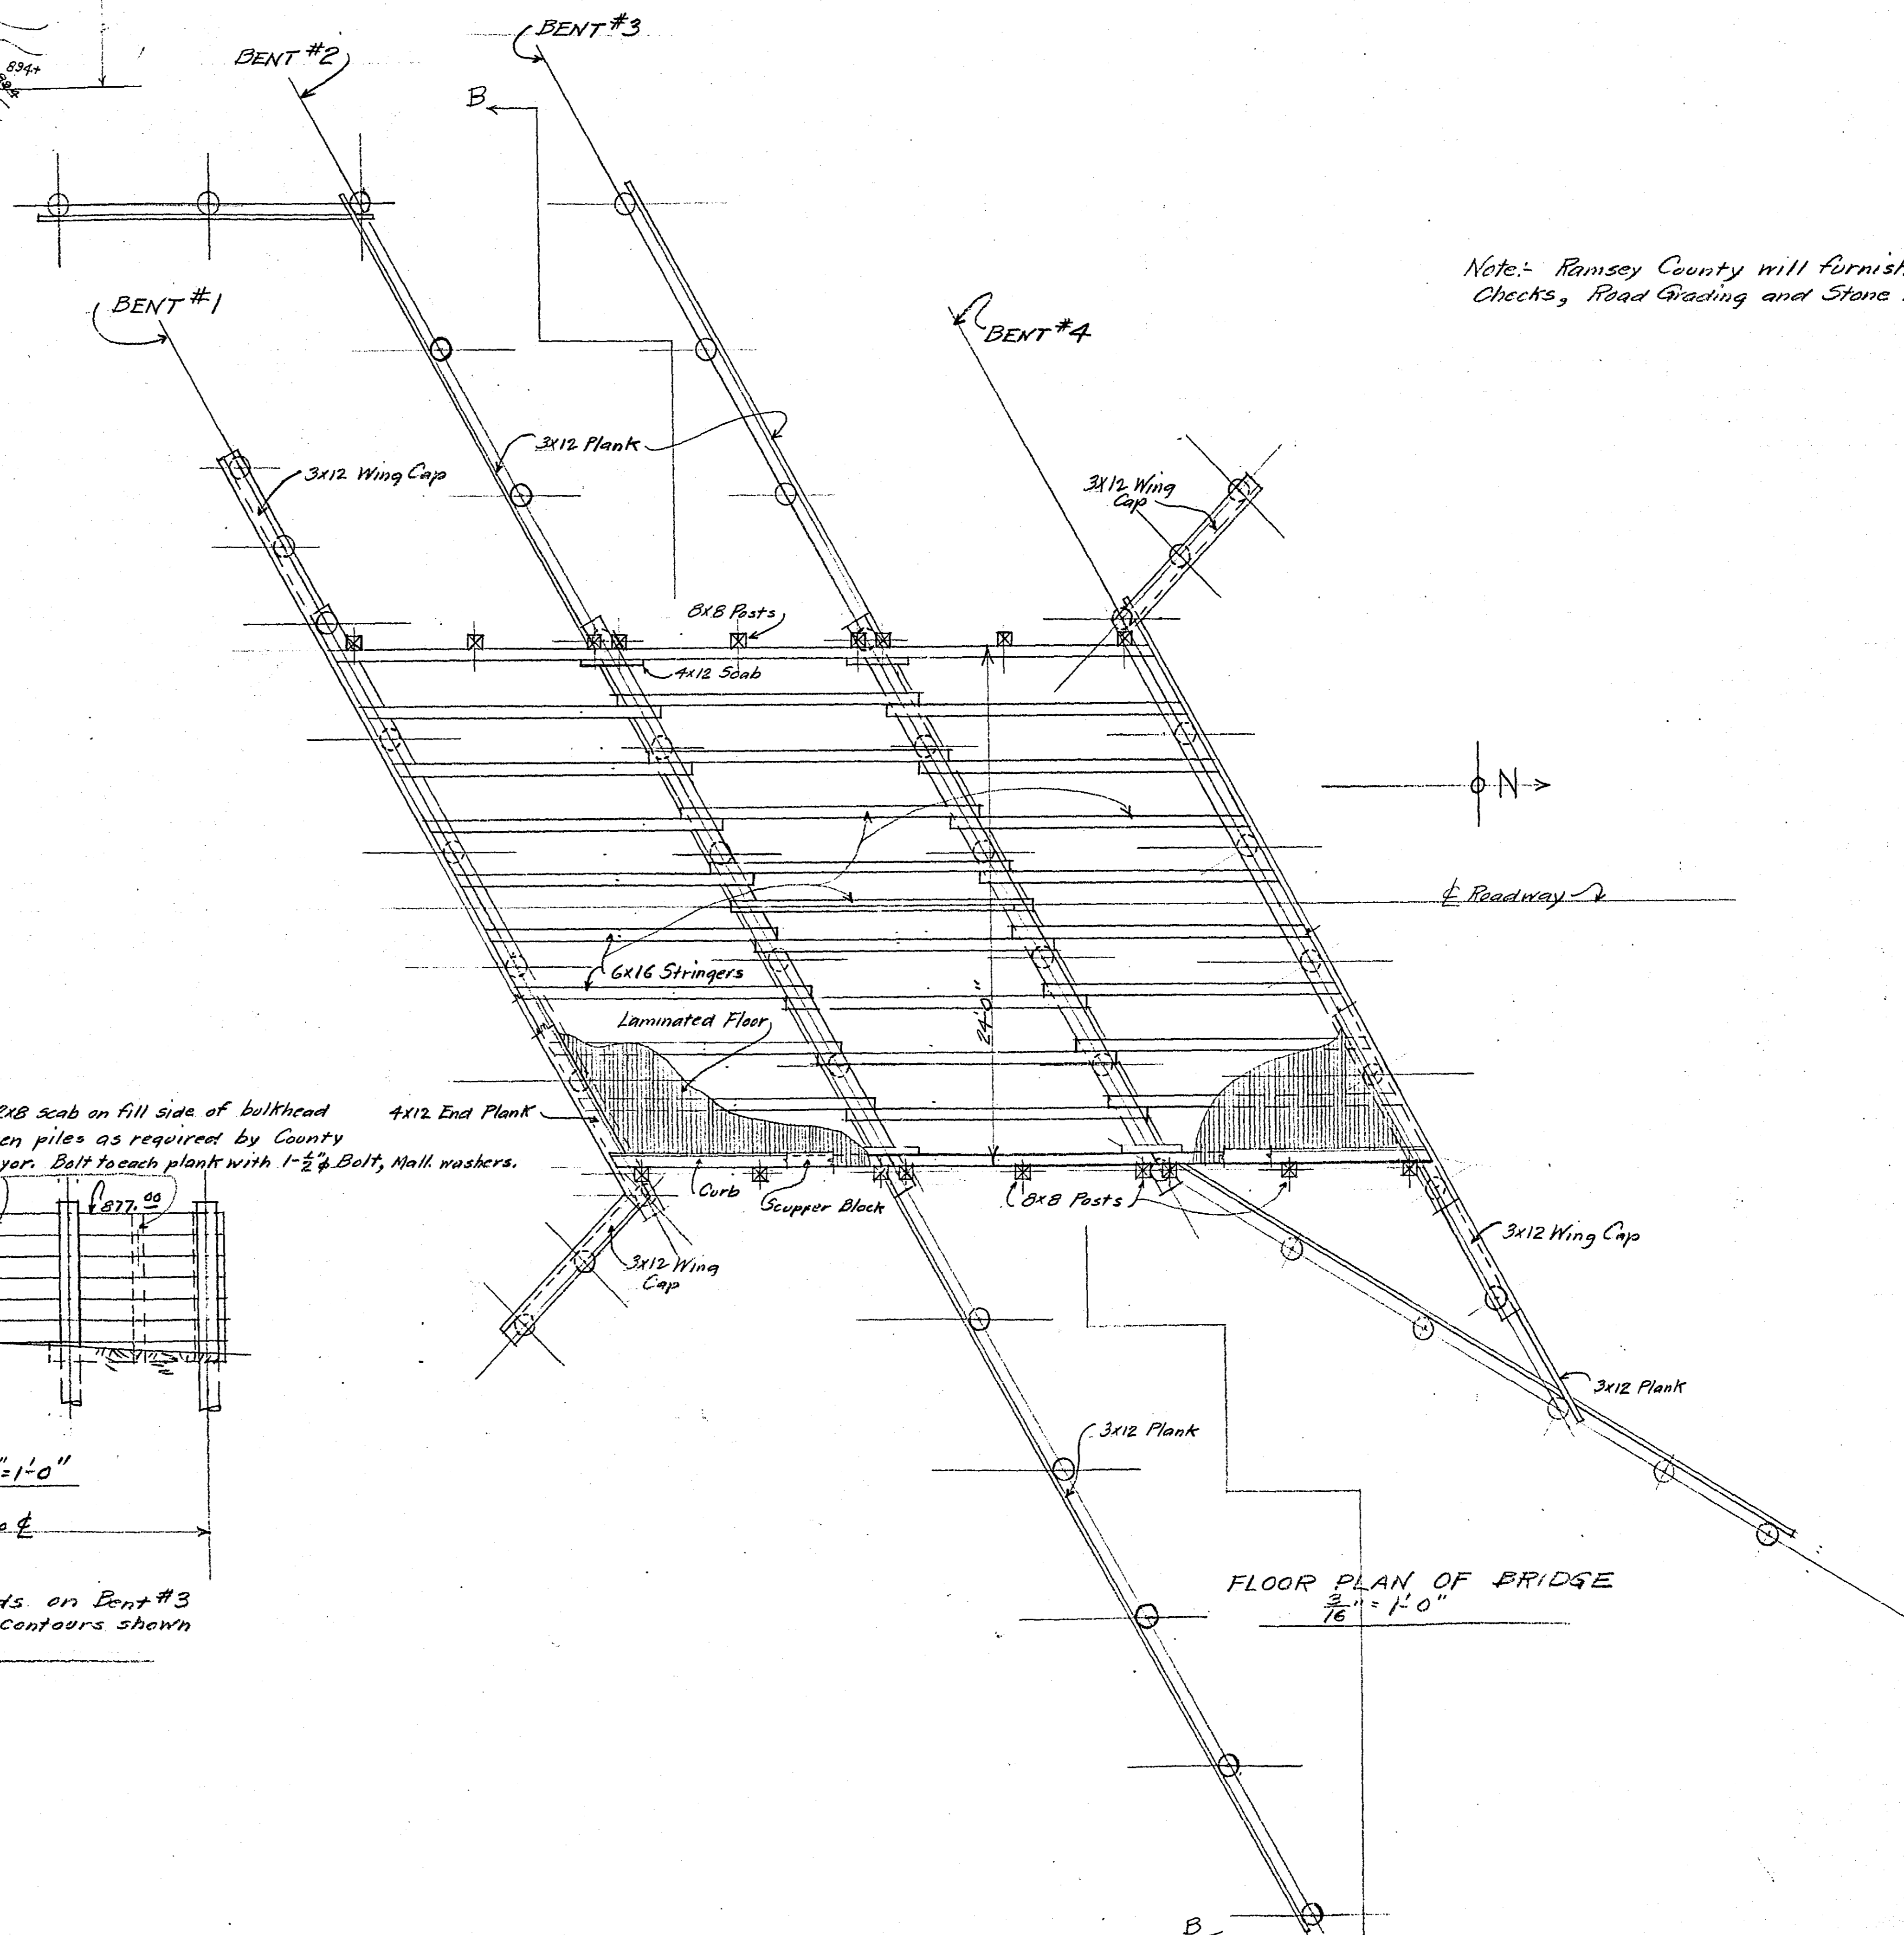 894+
BENT #2
BENT #3
B
BENT #1
BENT #4
Note:- Ramsey County will furnish
Checks, Road Grading and Stone
3x12 Plank
3x12 Wing Cap
3x12 Wing
Cap
8x8 Posts
4x12 Scab
N
℄ Roadway
6x16 Stringers
24'-0"
Laminated Floor
2x8 scab on fill side of bulkhead
en piles as required by County
yor. Bolt to each plank with 1-½"⌀ Bolt, Mall. washers.
4x12 End Plank
877.00
Curb
Scupper Block
8x8 Posts
3x12 Wing
Cap
3x12 Wing Cap
3x12 Plank
3x12 Plank
"=1'-0"
o ℄
ds. on Bent #3
contours shown
FLOOR PLAN OF BRIDGE
3/16" = 1'-0"
B